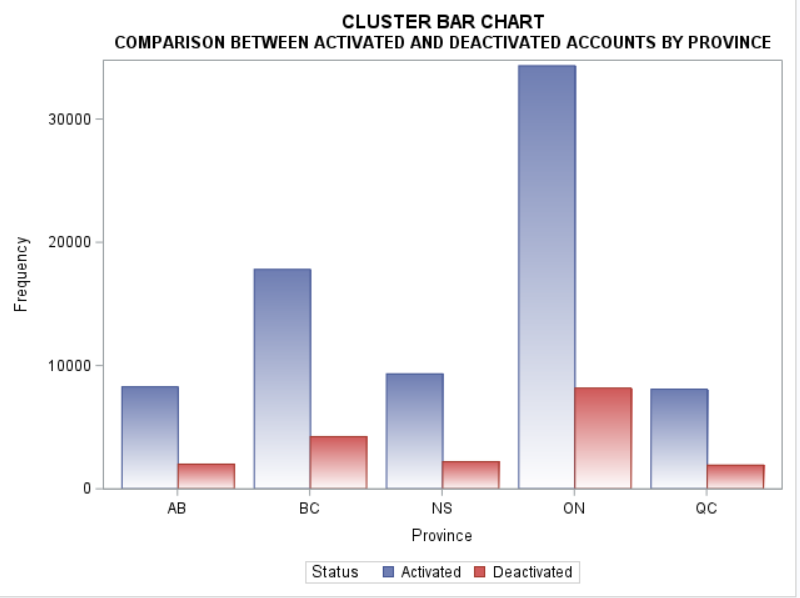 CLUSTER BAR CHART
COMPARISON BETWEEN ACTIVATED AND DEACTIVATED ACCOUNTS BY PROVINCE
30000
20000
10000
0
Frequency
AB BC NS ON QC
Province
Status Activated Deactivated